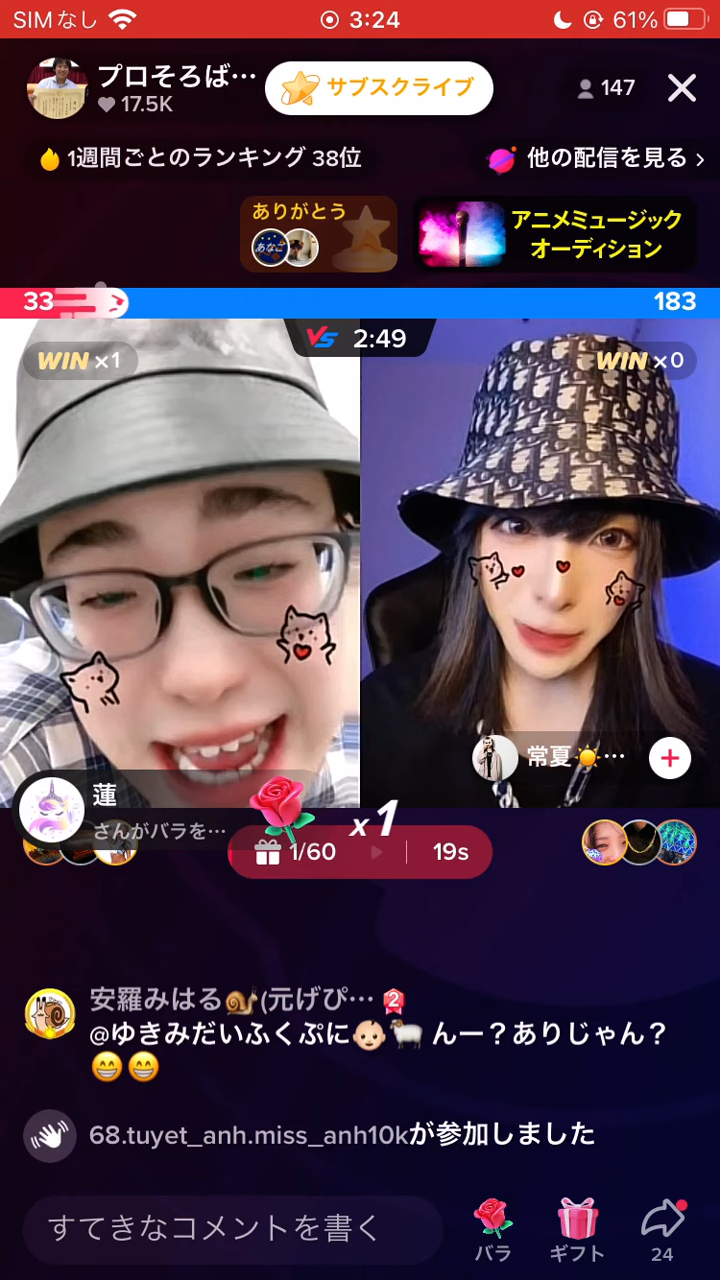 SIMなし 3:24 61%
プロそろば…
17.5K
サブスクライブ
147
1週間ごとのランキング 38位
他の配信を見る
ありがとう
あなご
アニメミュージック
オーディション
33 183
VS 2:49
WIN x1
WIN x0
常夏☀️…
蓮
さんがバラを…
x1
1/60 19s
安羅みはる🐌(元げぴ… 2
@ゆきみだいふくぷに👶🏻🐑 んー？ありじゃん？
😁😁
68.tuyet_anh.miss_anh10kが参加しました
すてきなコメントを書く
バラ
ギフト
24